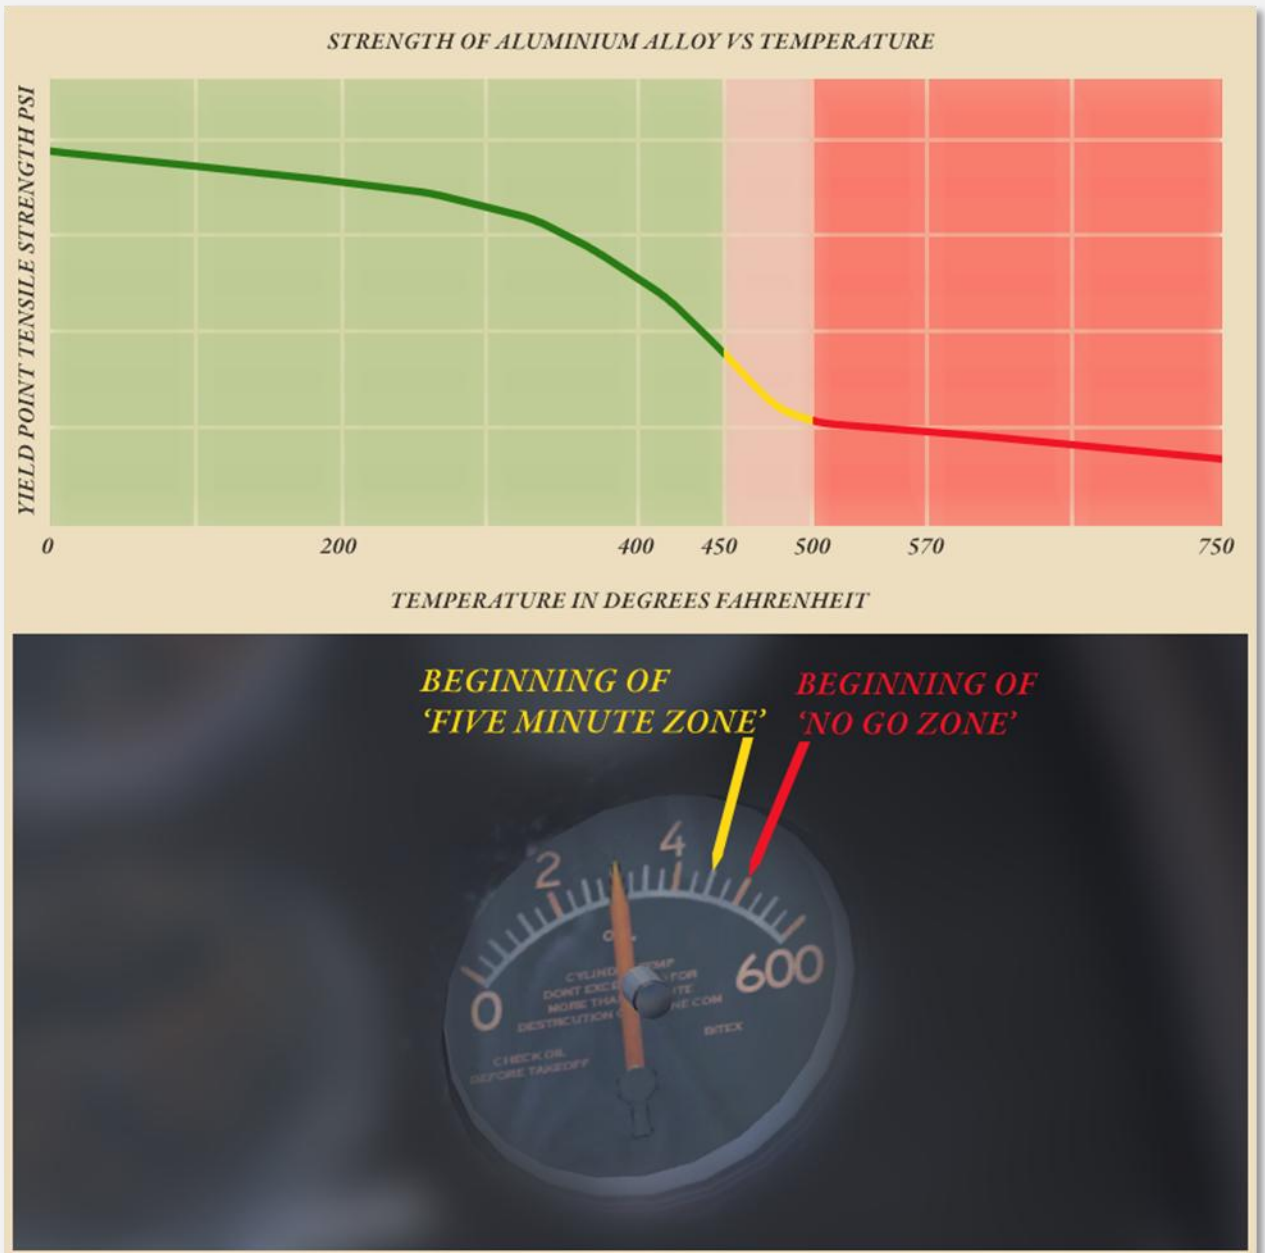 STRENGTH OF ALUMINIUM ALLOY VS TEMPERATURE
YIELD POINT TENSILE STRENGTH PSI
0 200 400 450 500 570 750
TEMPERATURE IN DEGREES FAHRENHEIT
BEGINNING OF
‘FIVE MINUTE ZONE’
BEGINNING OF
‘NO GO ZONE’
2 4
0 600
DONT
MORE
BITEX
CHECK OIL
BEFORE TAKEOFF